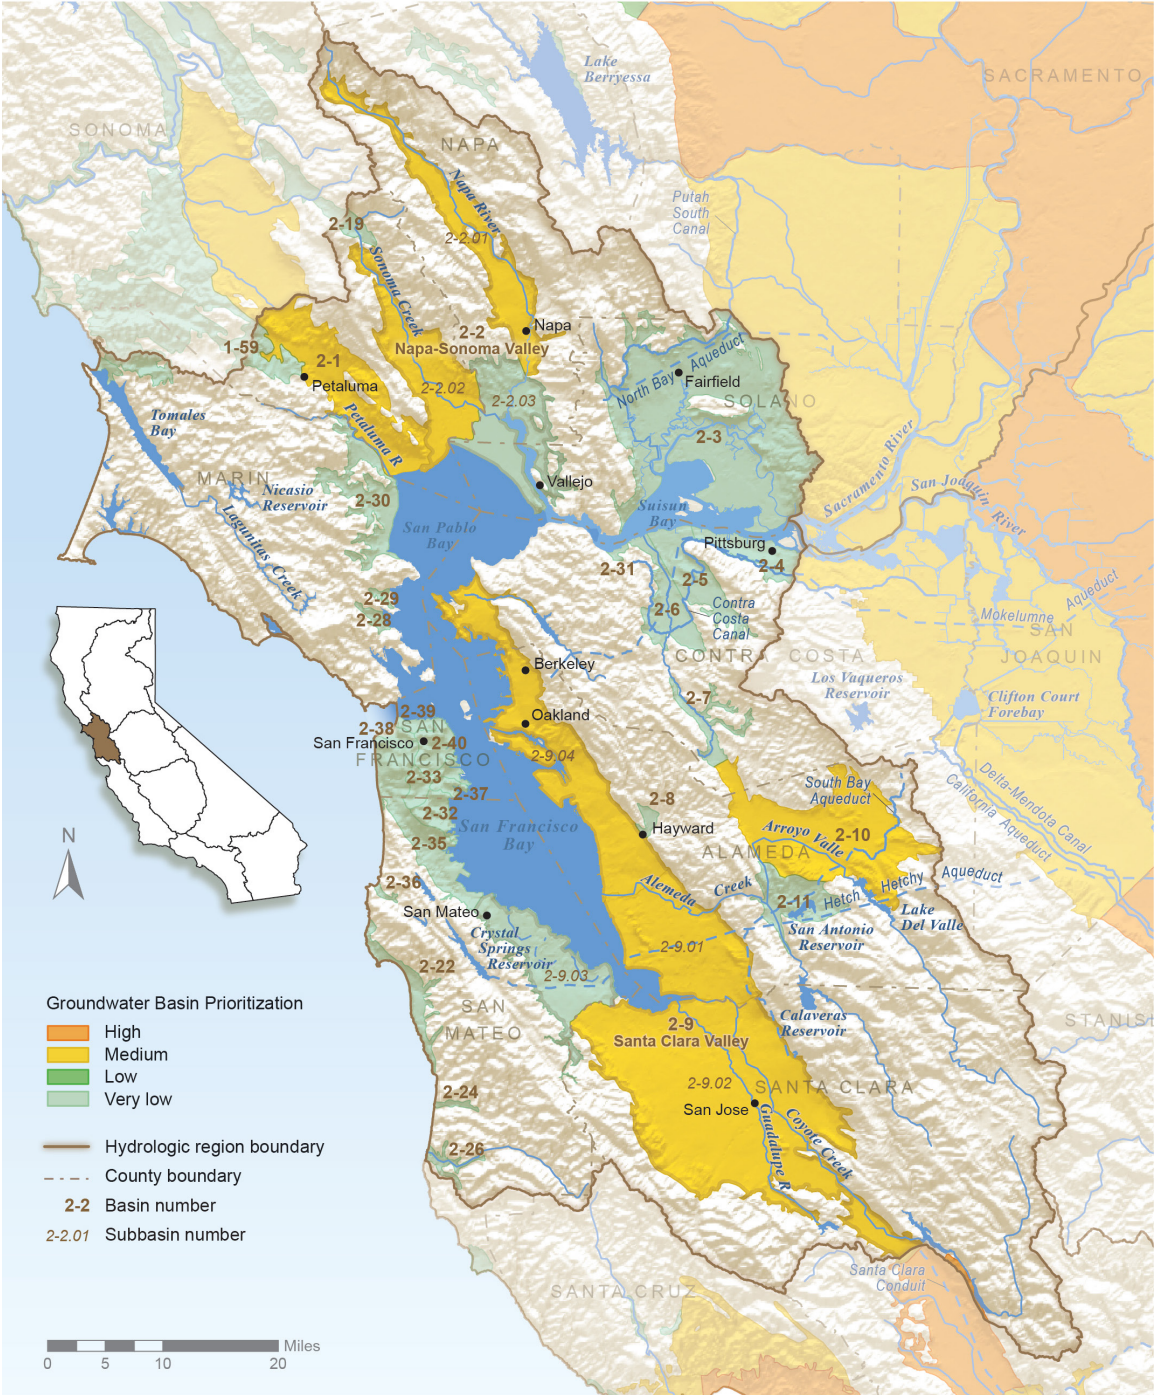 Lake
Berryessa
SACRAMENTO
SONOMA
NAPA
Napa River
Putah
South
Canal
2-19
2-2.01
Sonoma Creek
Napa
2-2
Napa-Sonoma Valley
1-59
2-1
Petaluma
2-2.02
2-2.03
North Bay Aqueduct
Fairfield
SOLANO
Tomales
Bay
Petaluma R
2-3
Sacramento River
MARIN
Nicasio
Reservoir
2-30
Vallejo
San Joaquin River
Suisun
Bay
San Pablo
Bay
Lagunitas Creek
Pittsburg
2-4
2-31
2-5
2-6
Contra
Costa
Canal
Mokelumne Aqueduct
2-29
2-28
SAN
JOAQUIN
CONTRA COSTA
Berkeley
Los Vaqueros
Reservoir
Clifton Court
Forebay
2-7
2-39
2-38
SAN
FRANCISCO
San Francisco
2-40
Oakland
2-9.04
2-33
2-37
2-32
San Francisco
Bay
2-35
2-8
Hayward
South Bay
Aqueduct
Delta-Mendota Canal
California Aqueduct
2-10
Arroyo Valle
ALAMEDA
2-36
San Mateo
Alemeda Creek
2-11
Hetch Hetchy Aqueduct
Lake
Del Valle
San Antonio
Reservoir
Crystal
Springs
Reservoir
2-9.01
2-22
2-9.03
SAN
MATEO
Calaveras
Reservoir
2-9
Santa Clara Valley
STANIS
2-9.02
SANTA CLARA
San Jose
2-24
2-26
Guadalupe R
Coyote Creek
Santa Clara
Conduit
SANTA CRUZ
N
Groundwater Basin Prioritization
High
Medium
Low
Very low
Hydrologic region boundary
County boundary
2-2 Basin number
2-2.01 Subbasin number
Miles
0 5 10 20